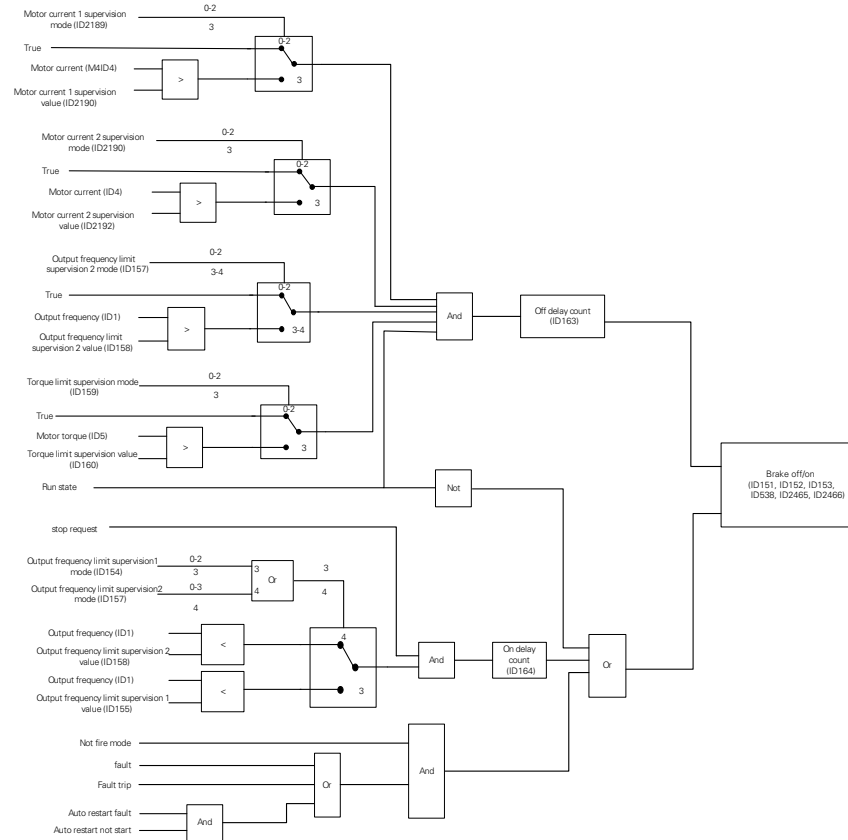 Motor current 1 supervision
mode (ID2189)
0-2
3
True
0-2
Motor current (M4ID4)
>
3
Motor current 1 supervision
value (ID2190)
Motor current 2 supervision
mode (ID2190)
0-2
3
True
0-2
Motor current (ID4)
>
3
Motor current 2 supervision
value (ID2192)
Output frequency limit
supervision 2 mode (ID157)
0-2
3-4
True
0-2
Output frequency (ID1)
>
3-4
Output frequency limit
supervision 2 value (ID158)
And
Off delay count
(ID163)
Torque limit supervision mode
(ID159)
0-2
3
True
0-2
Motor torque (ID5)
>
3
Torque limit supervision value
(ID160)
Run state
Not
Brake off/on
(ID151, ID152, ID153,
ID538, ID2465, ID2466)
stop request
Output frequency limit supervision1
mode (ID154)
0-2
3
3
Or
3
Output frequency limit supervision2
mode (ID157)
0-3
4
4
4
Output frequency (ID1)
<
4
Output frequency limit supervision 2
value (ID158)
Output frequency (ID1)
<
3
Output frequency limit supervision 1
value (ID155)
And
On delay
count
(ID164)
Or
Not fire mode
fault
Fault trip
Or
And
Auto restart fault
And
Auto restart not start